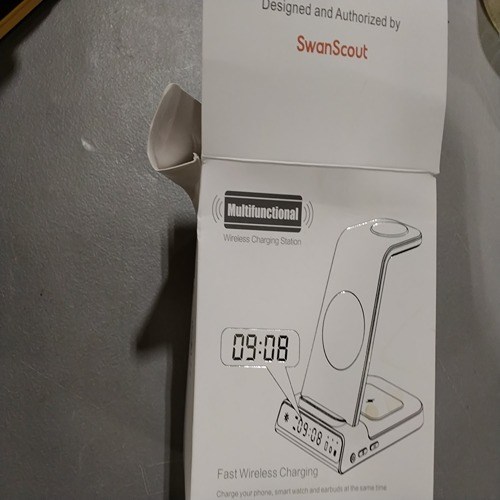 Designed and Authorized by
SwanScout
Multifunctional
Wireless Charging Station
09:08
09:08
Fast Wireless Charging
Charge your phone, smart watch and earbuds at the same time